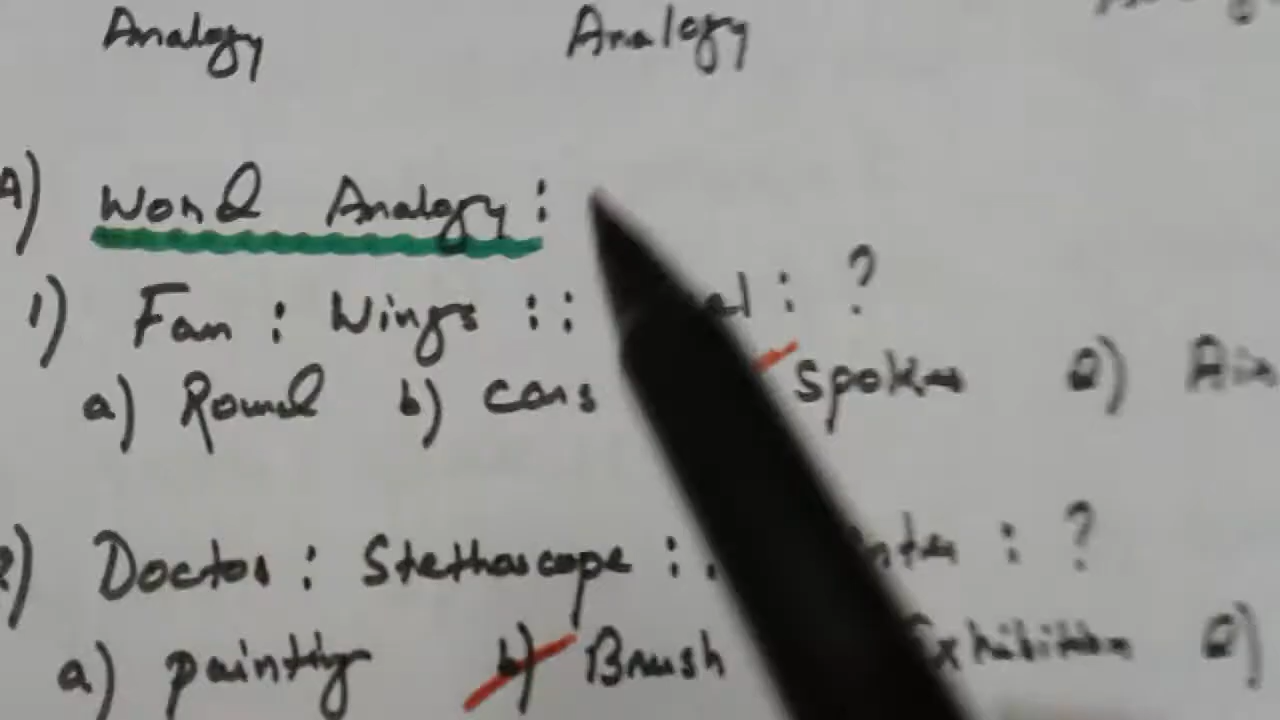 Analogy Analogy
A) Word Analogy:
1) Fan : Wings :: : ?
a) Round b) cars spokes d)
2) Doctor : Stethoscope :: : ?
a) painting b) Brush Exhibition d)